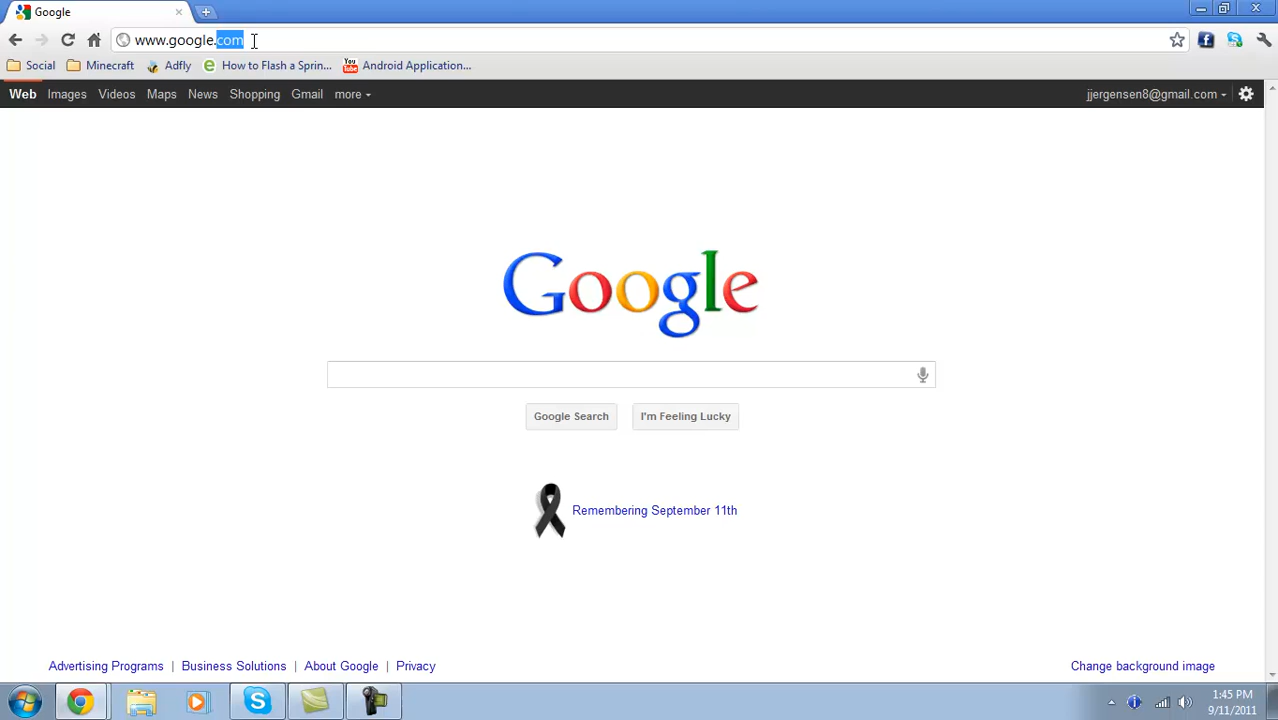 Google
www.google.com
Social Minecraft Adfly How to Flash a Sprin... You Tube Android Application...
Web Images Videos Maps News Shopping Gmail more jjergensen8@gmail.com
Google
Google Search I'm Feeling Lucky
Remembering September 11th
Advertising Programs | Business Solutions | About Google | Privacy Change background image
1:45 PM
9/11/2011